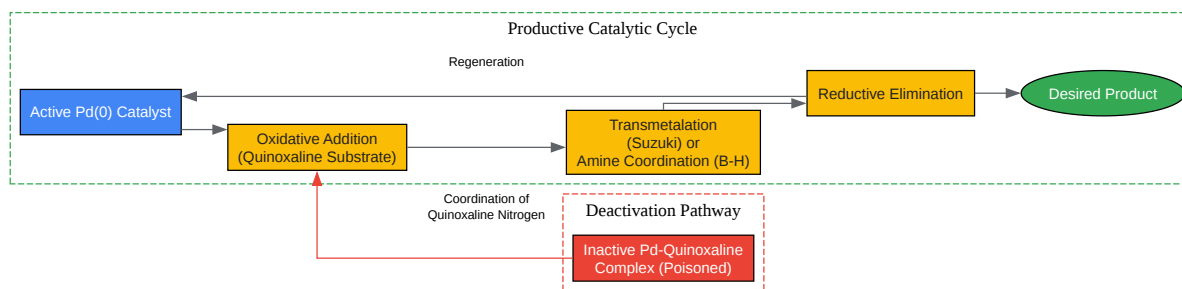 Productive Catalytic Cycle
Regeneration
Active Pd(0) Catalyst
Oxidative Addition
(Quinoxaline Substrate)
Transmetalation
(Suzuki) or
Amine Coordination (B-H)
Reductive Elimination
Desired Product
Coordination of
Quinoxaline Nitrogen
Deactivation Pathway
Inactive Pd-Quinoxaline
Complex (Poisoned)